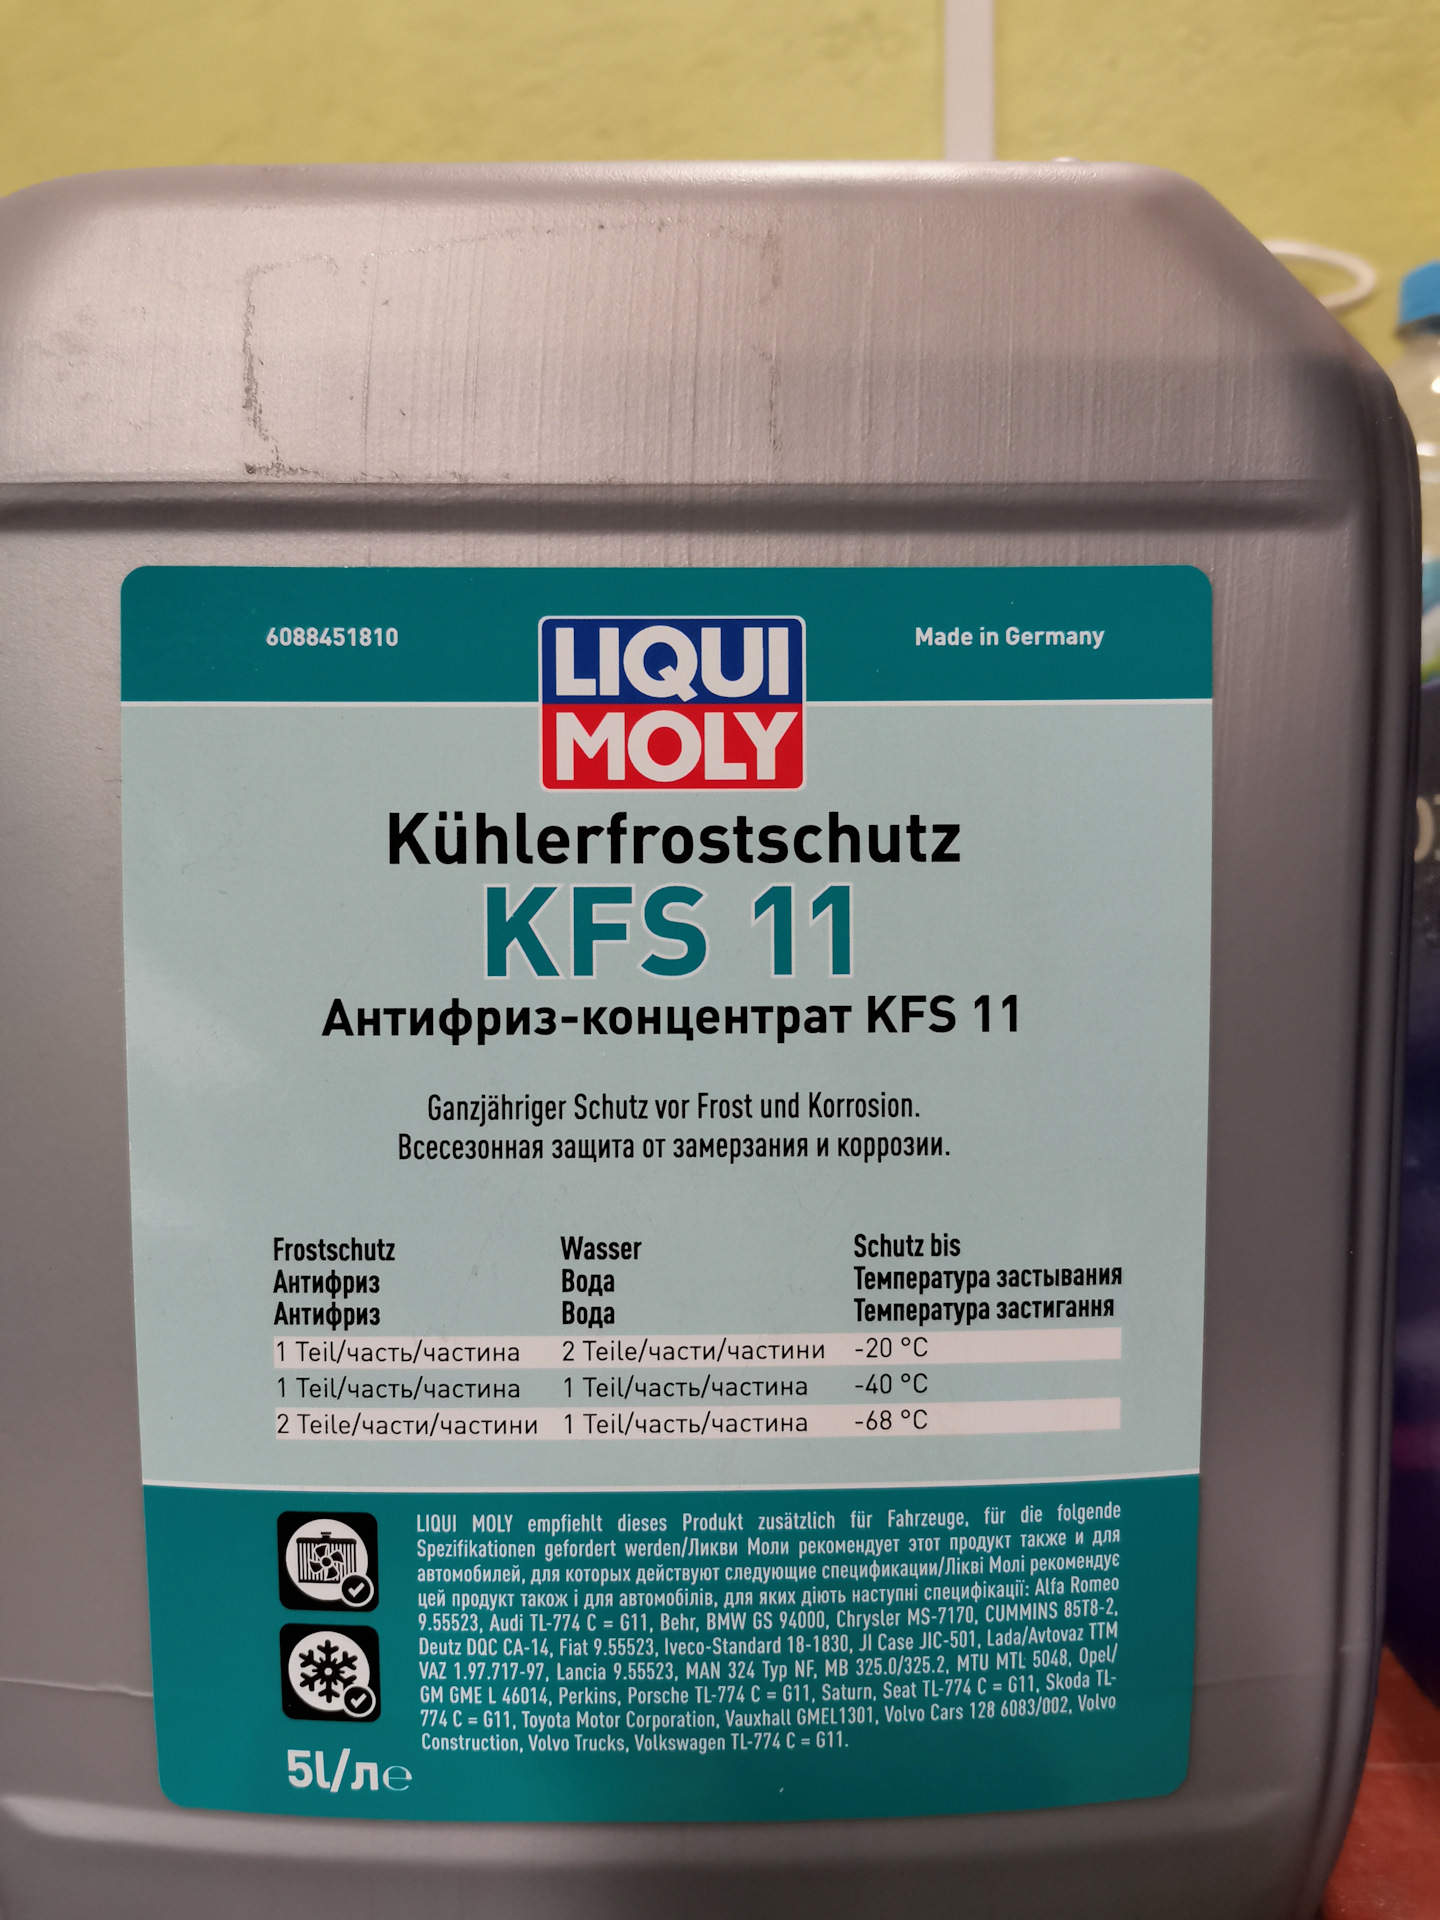 6088451810
LIQUI
MOLY
Made in Germany
Kühlerfrostschutz
KFS 11
Антифриз-концентрат KFS 11
Ganzjähriger Schutz vor Frost und Korrosion.
Всесезонная защита от замерзания и коррозии.
Frostschutz Wasser Schutz bis
Антифриз Вода Температура застывания
Антифриз Вода Температура застигання
1 Teil/часть/частина 2 Teile/части/частини -20 °C
1 Teil/часть/частина 1 Teil/часть/частина -40 °C
2 Teile/части/частини 1 Teil/часть/частина -68 °C
LIQUI MOLY empfiehlt dieses Produkt zusätzlich für Fahrzeuge, für die folgende
Spezifikationen gefordert werden/Ликви Моли рекомендует этот продукт также и для
автомобилей, для которых действуют следующие спецификации/Лікві Молі рекомендує
цей продукт також і для автомобілів, для яких діють наступні специфікації: Alfa Romeo
9.55523, Audi TL-774 C = G11, Behr, BMW GS 94000, Chrysler MS-7170, CUMMINS 85T8-2,
Deutz DQC CA-14, Fiat 9.55523, Iveco-Standard 18-1830, JI Case JIC-501, Lada/Avtovaz TTM
VAZ 1.97.717-97, Lancia 9.55523, MAN 324 Typ NF, MB 325.0/325.2, MTU MTL 5048, Opel/
GM GME L 46014, Perkins, Porsche TL-774 C = G11, Saturn, Seat TL-774 C = G11, Skoda TL-
774 C = G11, Toyota Motor Corporation, Vauxhall GMEL1301, Volvo Cars 128 6083/002, Volvo
Construction, Volvo Trucks, Volkswagen TL-774 C = G11.
5l/л℮